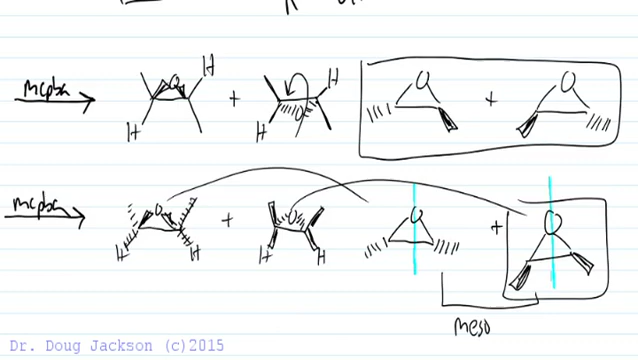 mcpba
O H H + O H H O + O
mcpba
O H H + O H H O + O
meso
Dr. Doug Jackson (c)2015